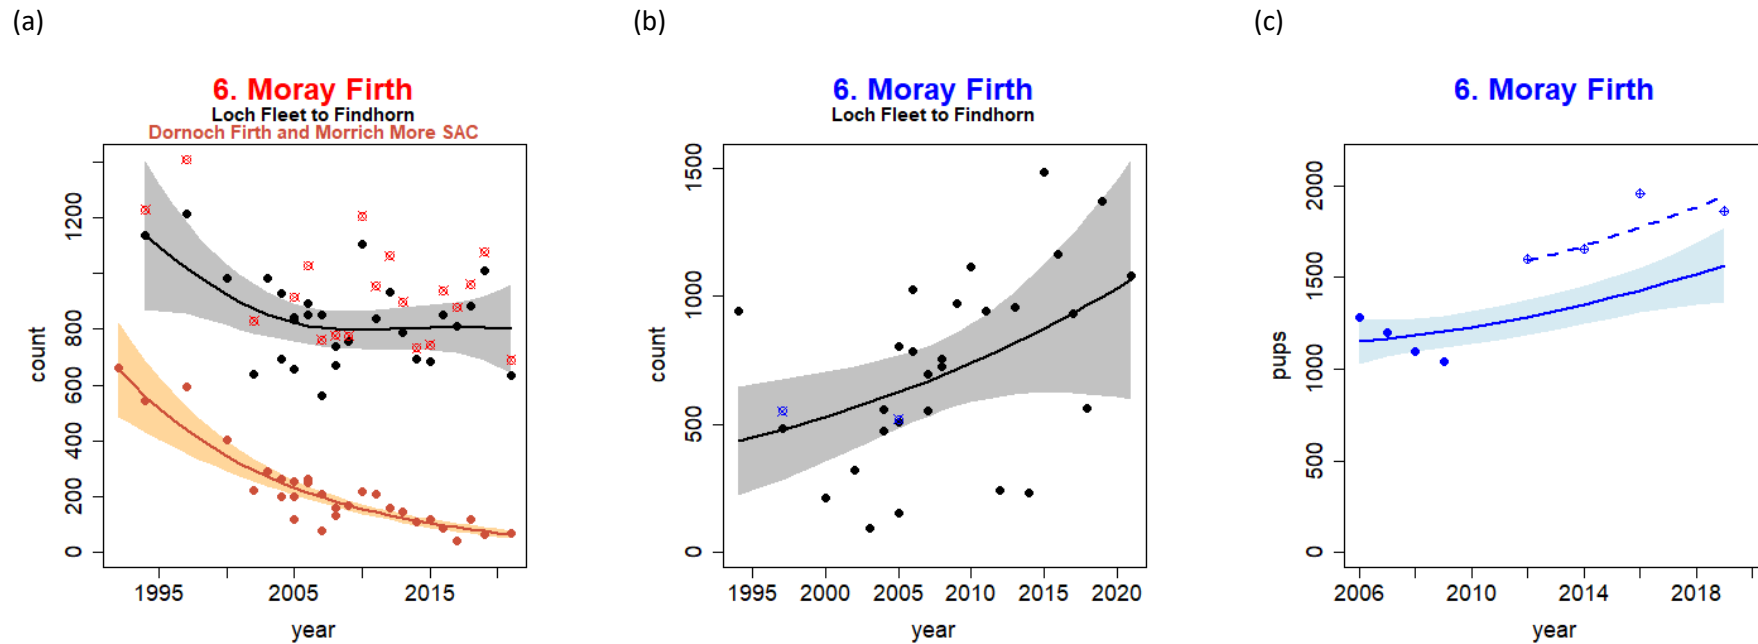 (a)
6. Moray Firth
Loch Fleet to Findhorn
Dornoch Firth and Morrich More SAC
count
0 200 400 600 800 1200
1995 2005 2015
year
(b)
6. Moray Firth
Loch Fleet to Findhorn
count
0 500 1000 1500
1995 2000 2005 2010 2015 2020
year
(c)
6. Moray Firth
pups
0 500 1000 1500 2000
2006 2010 2014 2018
year